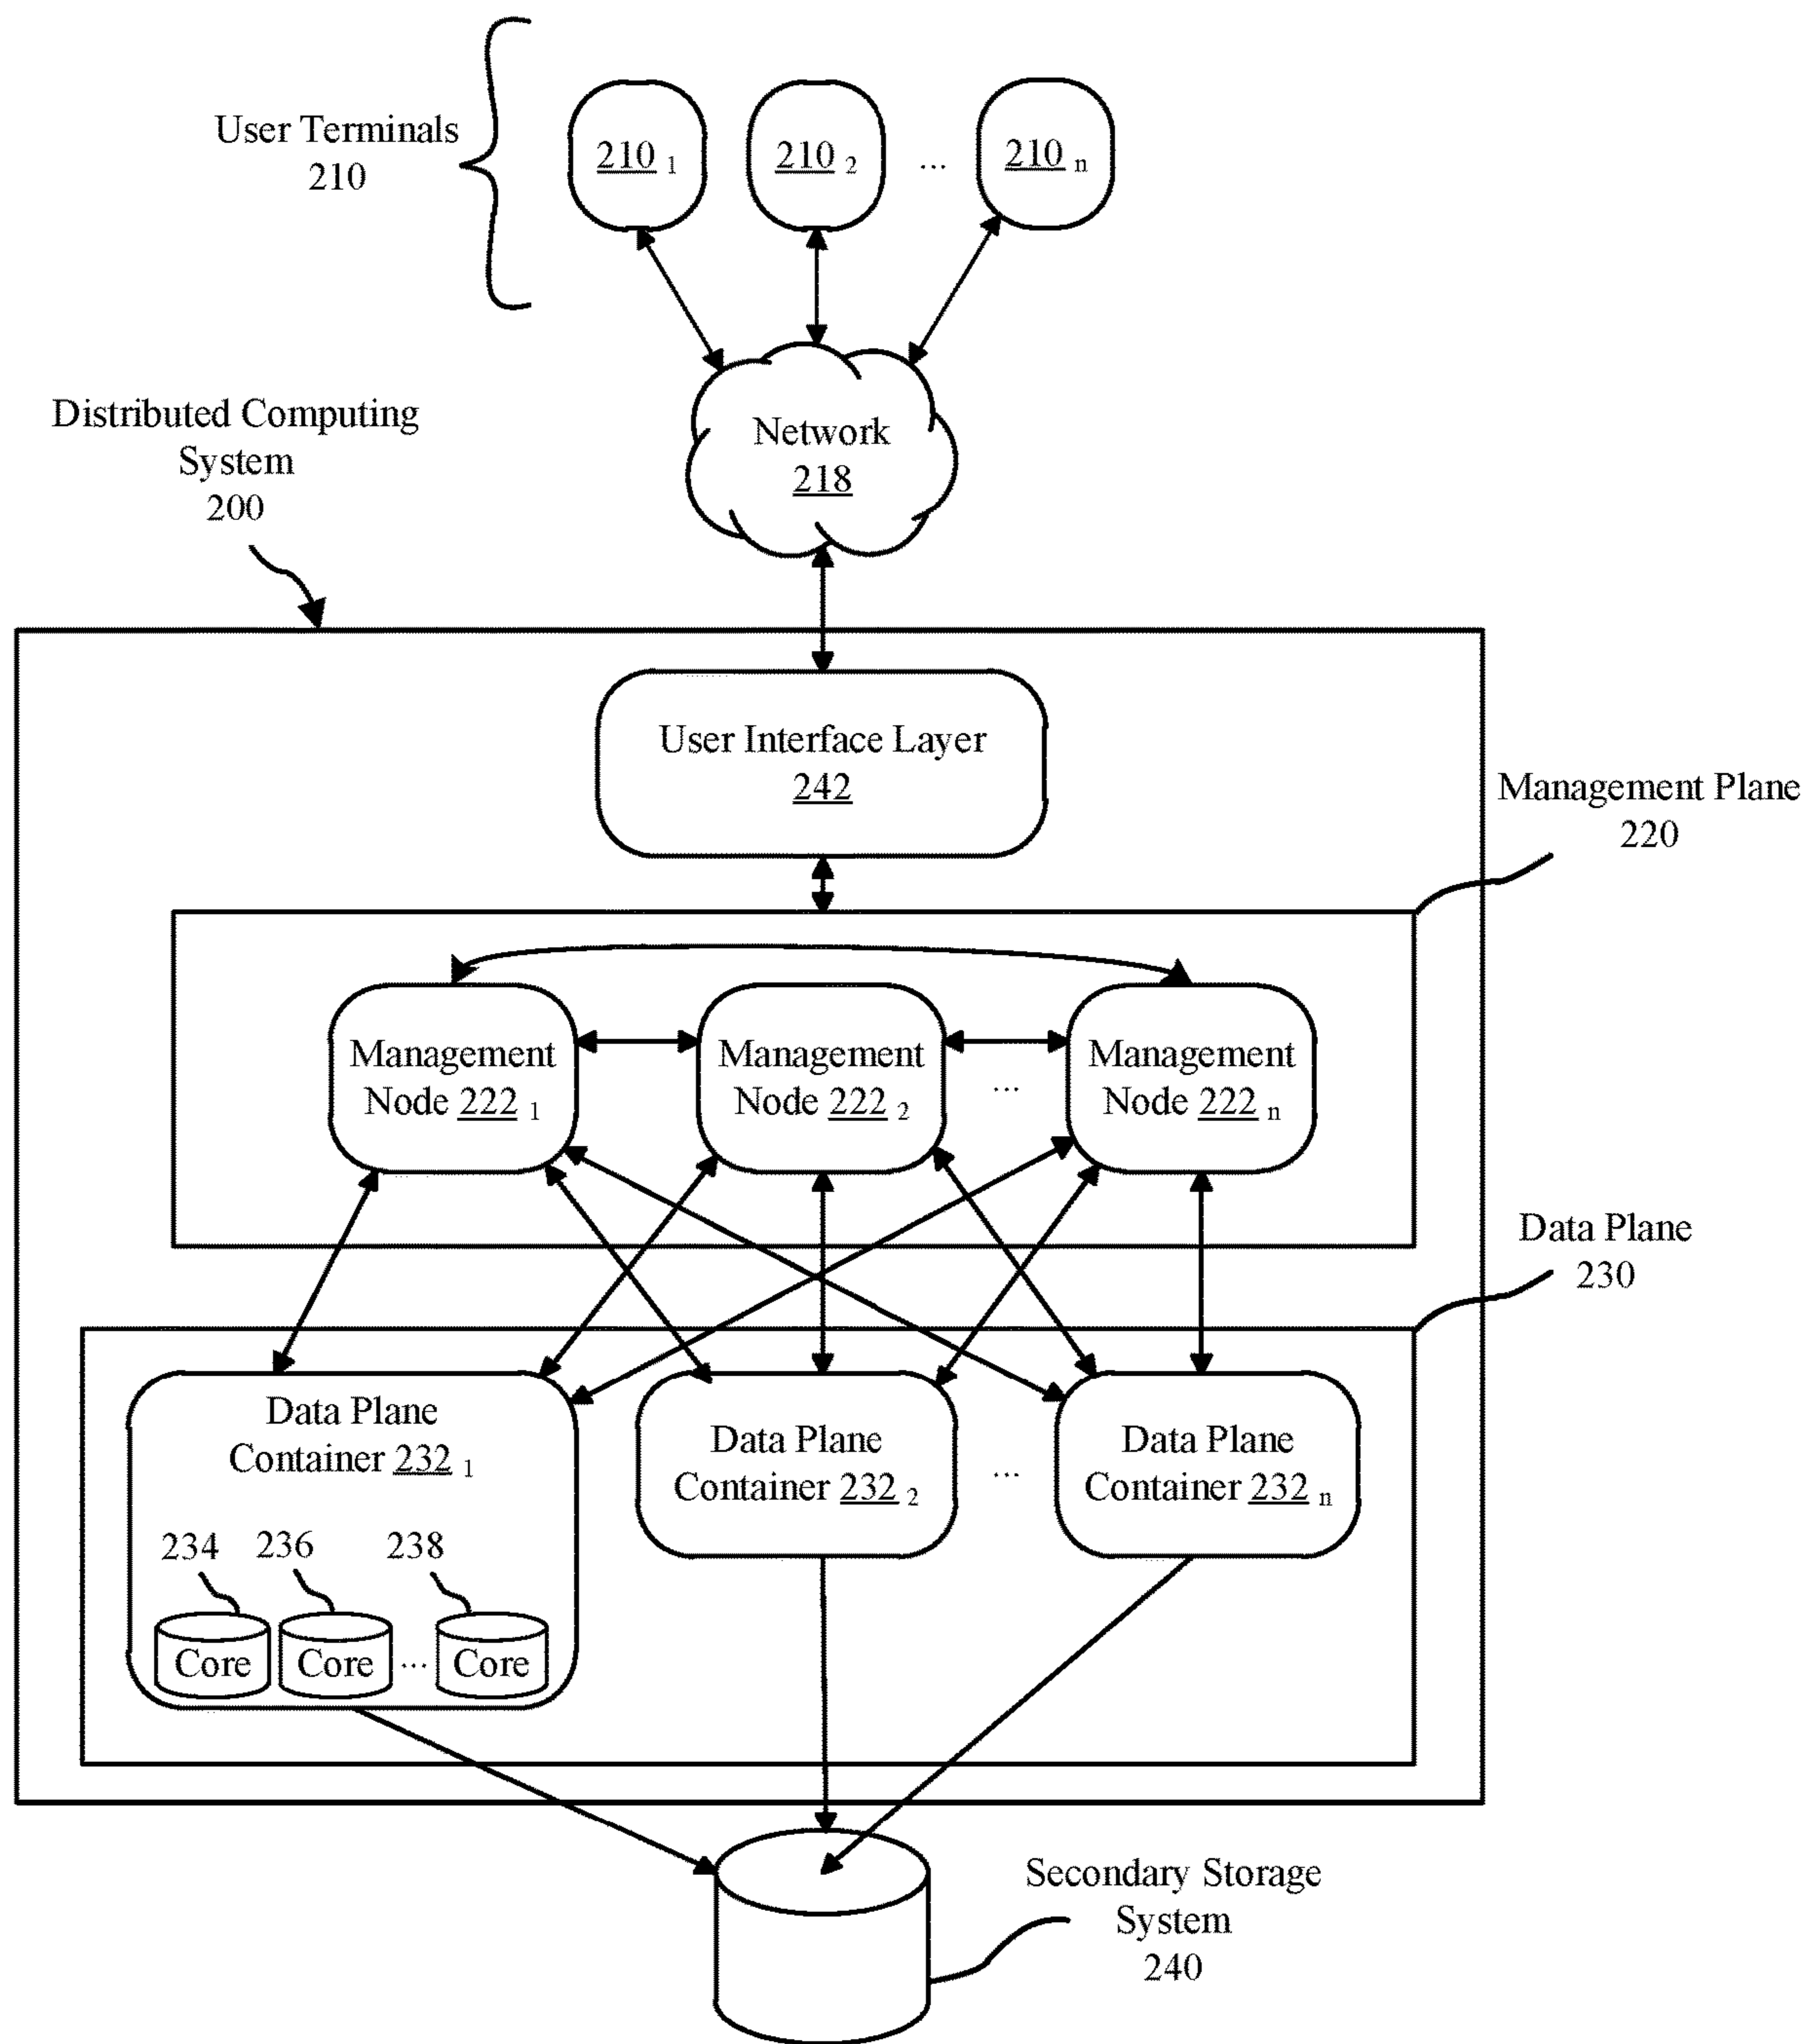 User Terminals
210
210 1
210 2
...
210 n
Network
218
Distributed Computing
System
200
User Interface Layer
242
Management Plane
220
Management
Node 222 1
Management
Node 222 2
...
Management
Node 222 n
Data Plane
230
Data Plane
Container 232 1
Data Plane
Container 232 2
...
Data Plane
Container 232 n
234
236
238
Core
Core
...
Core
Secondary Storage
System
240